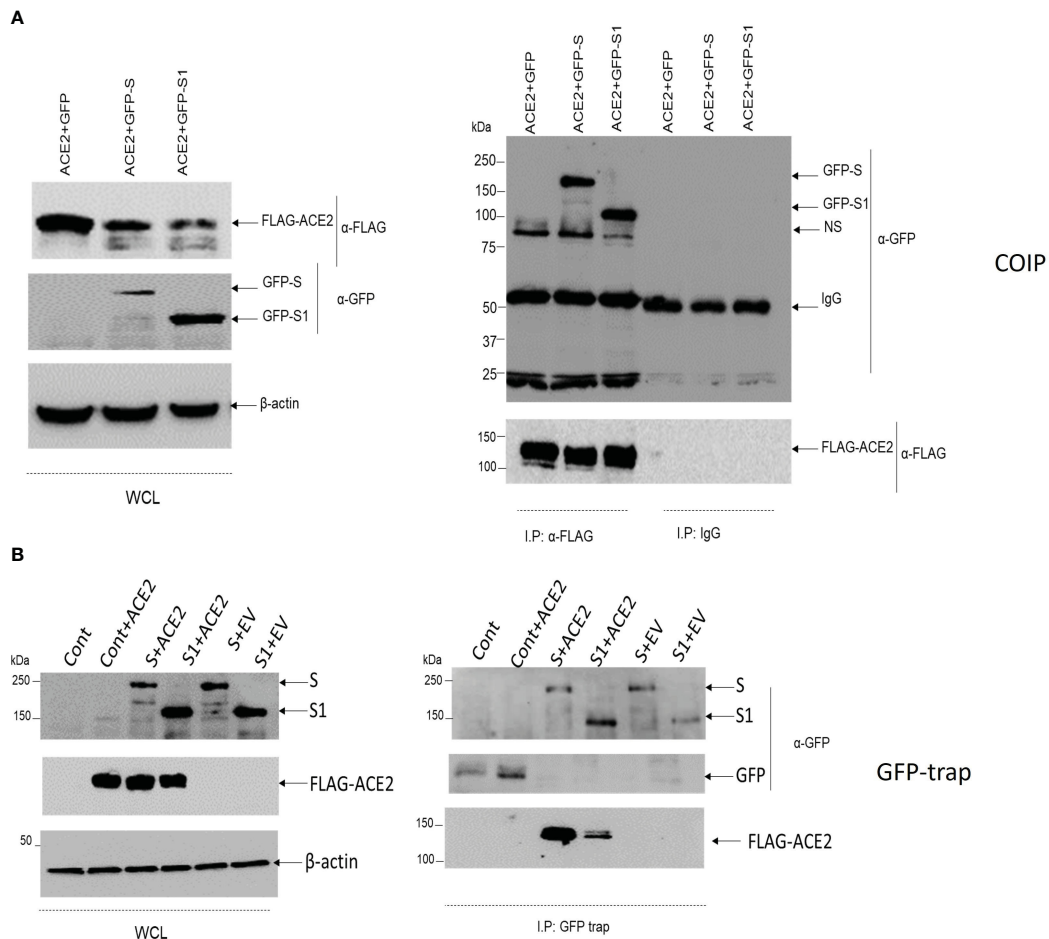 A
ACE2+GFP
ACE2+GFP-S
ACE2+GFP-S1
FLAG-ACE2
α-FLAG
GFP-S
GFP-S1
α-GFP
β-actin
WCL
kDa
ACE2+GFP
ACE2+GFP-S
ACE2+GFP-S1
ACE2+GFP
ACE2+GFP-S
ACE2+GFP-S1
250
150
100
75
50
37
25
GFP-S
GFP-S1
NS
IgG
α-GFP
150
100
FLAG-ACE2
α-FLAG
I.P: α-FLAG
I.P: IgG
COIP
B
kDa
Cont
Cont+ACE2
S+ACE2
S1+ACE2
S+EV
S1+EV
250
150
S
S1
FLAG-ACE2
50
β-actin
WCL
kDa
Cont
Cont+ACE2
S+ACE2
S1+ACE2
S+EV
S1+EV
250
150
S
S1
GFP
α-GFP
150
100
FLAG-ACE2
I.P: GFP trap
GFP-trap